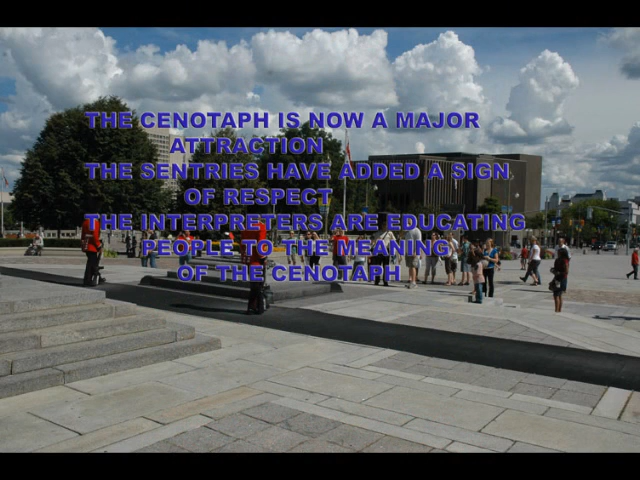 THE CENOTAPH IS NOW A MAJOR
ATTRACTION
THE SENTRIES HAVE ADDED A SIGN
OF RESPECT
THE INTERPRETERS ARE EDUCATING
PEOPLE TO THE MEANING
OF THE CENOTAPH